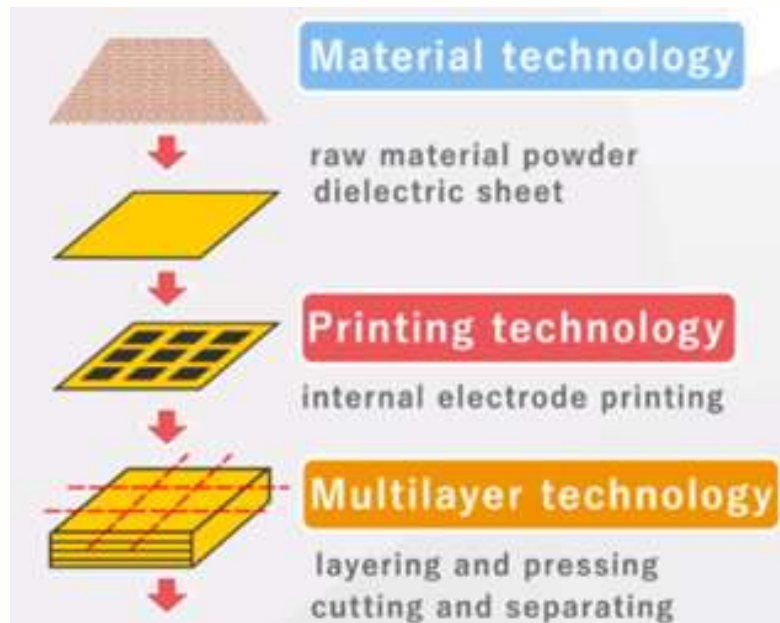 Material technology
raw material powder
dielectric sheet
Printing technology
internal electrode printing
Multilayer technology
layering and pressing
cutting and separating